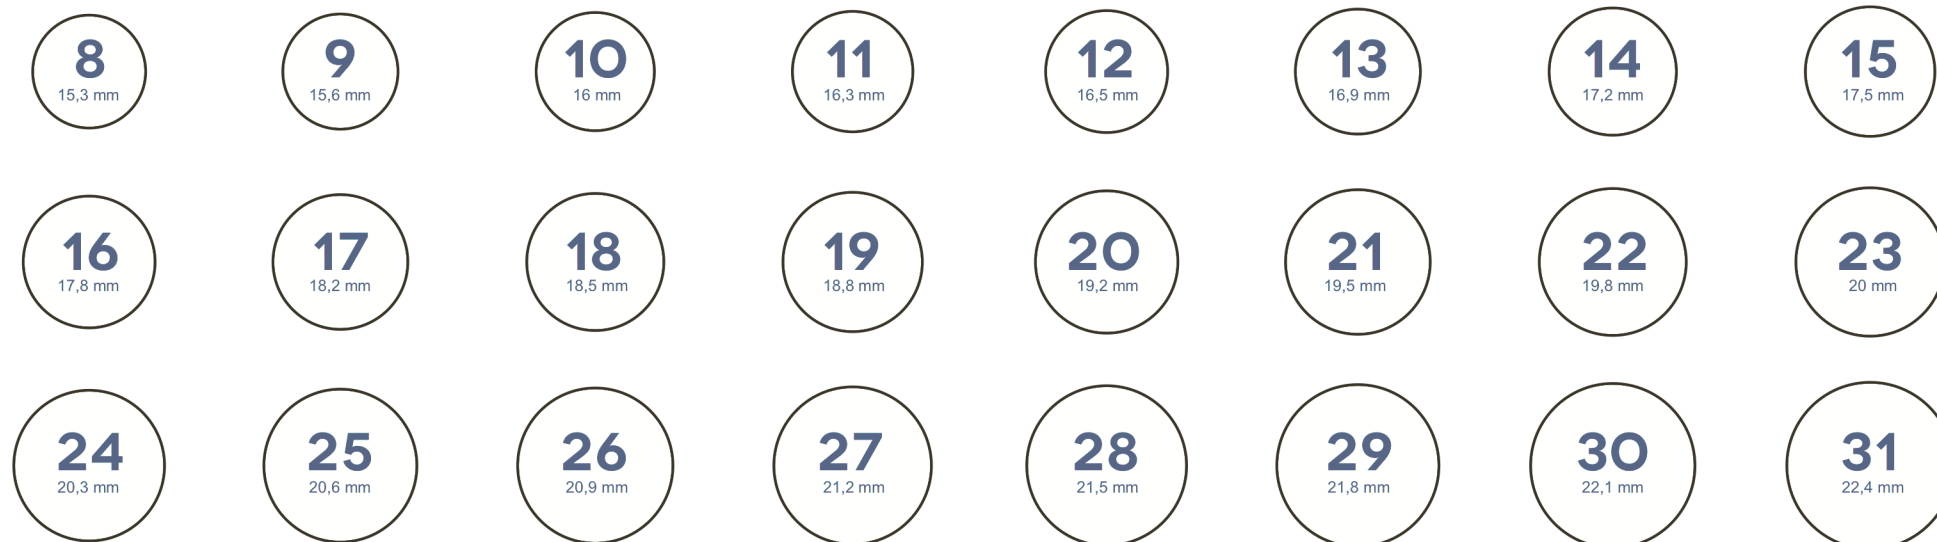 8
15,3 mm
9
15,6 mm
10
16 mm
11
16,3 mm
12
16,5 mm
13
16,9 mm
14
17,2 mm
15
17,5 mm
16
17,8 mm
17
18,2 mm
18
18,5 mm
19
18,8 mm
20
19,2 mm
21
19,5 mm
22
19,8 mm
23
20 mm
24
20,3 mm
25
20,6 mm
26
20,9 mm
27
21,2 mm
28
21,5 mm
29
21,8 mm
30
22,1 mm
31
22,4 mm